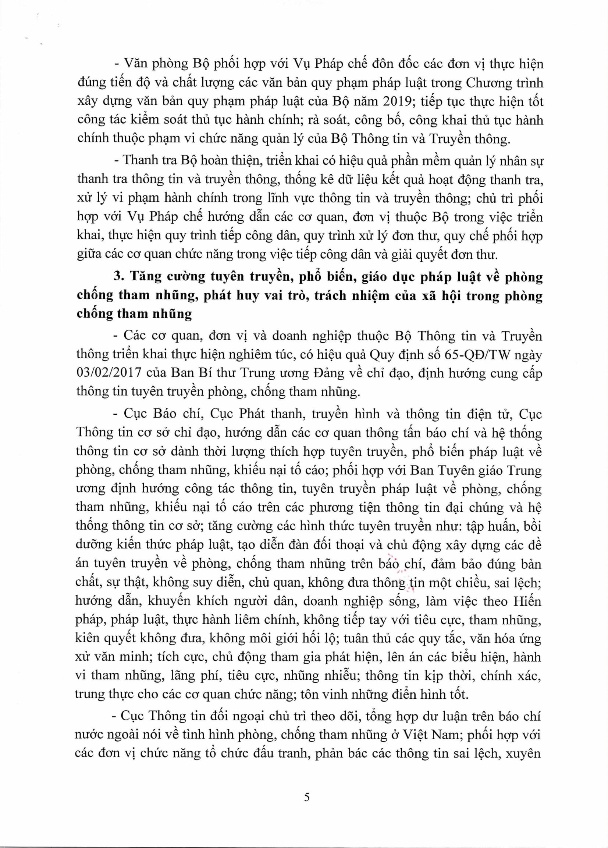 - Văn phòng Bộ phối hợp với Vụ Pháp chế đôn đốc các đơn vị thực hiện
đúng tiến độ và chất lượng các văn bản quy phạm pháp luật trong Chương trình
xây dựng văn bản quy phạm pháp luật của Bộ năm 2019; tiếp tục thực hiện tốt
công tác kiểm soát thủ tục hành chính; rà soát, công bố, công khai thủ tục hành
chính thuộc phạm vi chức năng quản lý của Bộ Thông tin và Truyền thông.
- Thanh tra Bộ hoàn thiện, triển khai có hiệu quả phần mềm quản lý nhân sự
thanh tra thông tin và truyền thông, thống kê dữ liệu kết quả hoạt động thanh tra,
xử lý vi phạm hành chính trong lĩnh vực thông tin và truyền thông; chủ trì phối
hợp với Vụ Pháp chế hướng dẫn các cơ quan, đơn vị thuộc Bộ trong việc triển
khai, thực hiện quy trình tiếp công dân, quy trình xử lý đơn thư, quy chế phối hợp
giữa các cơ quan chức năng trong việc tiếp công dân và giải quyết đơn thư.
3. Tăng cường tuyên truyền, phổ biến, giáo dục pháp luật về phòng
chống tham nhũng, phát huy vai trò, trách nhiệm của xã hội trong phòng
chống tham nhũng
- Các cơ quan, đơn vị và doanh nghiệp thuộc Bộ Thông tin và Truyền
thông triển khai thực hiện nghiêm túc, có hiệu quả Quy định số 65-QĐ/TW ngày
03/02/2017 của Ban Bí thư Trung ương Đảng về chỉ đạo, định hướng cung cấp
thông tin tuyên truyền phòng, chống tham nhũng.
- Cục Báo chí, Cục Phát thanh, truyền hình và thông tin điện tử, Cục
Thông tin cơ sở chỉ đạo, hướng dẫn các cơ quan thông tấn báo chí và hệ thống
thông tin cơ sở dành thời lượng thích hợp tuyên truyền, phổ biến pháp luật về
phòng, chống tham nhũng, khiếu nại tố cáo; phối hợp với Ban Tuyên giáo Trung
ương định hướng công tác thông tin, tuyên truyền pháp luật về phòng, chống
tham nhũng, khiếu nại tố cáo trên các phương tiện thông tin đại chúng và hệ
thống thông tin cơ sở; tăng cường các hình thức tuyên truyền như: tập huấn, bồi
dưỡng kiến thức pháp luật, tạo diễn đàn đối thoại và chủ động xây dựng các đề
án tuyên truyền về phòng, chống tham nhũng trên báo chí, đảm bảo đúng bản
chất, sự thật, không suy diễn, chủ quan, không đưa thông tin một chiều, sai lệch;
hướng dẫn, khuyến khích người dân, doanh nghiệp sống, làm việc theo Hiến
pháp, pháp luật, thực hành liêm chính, không tiếp tay với tiêu cực, tham nhũng,
kiên quyết không đưa, không môi giới hối lộ; tuân thủ các quy tắc, văn hóa ứng
xử văn minh; tích cực, chủ động tham gia phát hiện, lên án các biểu hiện, hành
vi tham nhũng, lãng phí, tiêu cực, nhũng nhiễu; thông tin kịp thời, chính xác,
trung thực cho các cơ quan chức năng; tôn vinh những điển hình tốt.
- Cục Thông tin đối ngoại chủ trì theo dõi, tổng hợp dư luận trên báo chí
nước ngoài nói về tình hình phòng, chống tham nhũng ở Việt Nam; phối hợp với
các đơn vị chức năng tổ chức đấu tranh, phản bác các thông tin sai lệch, xuyên
5